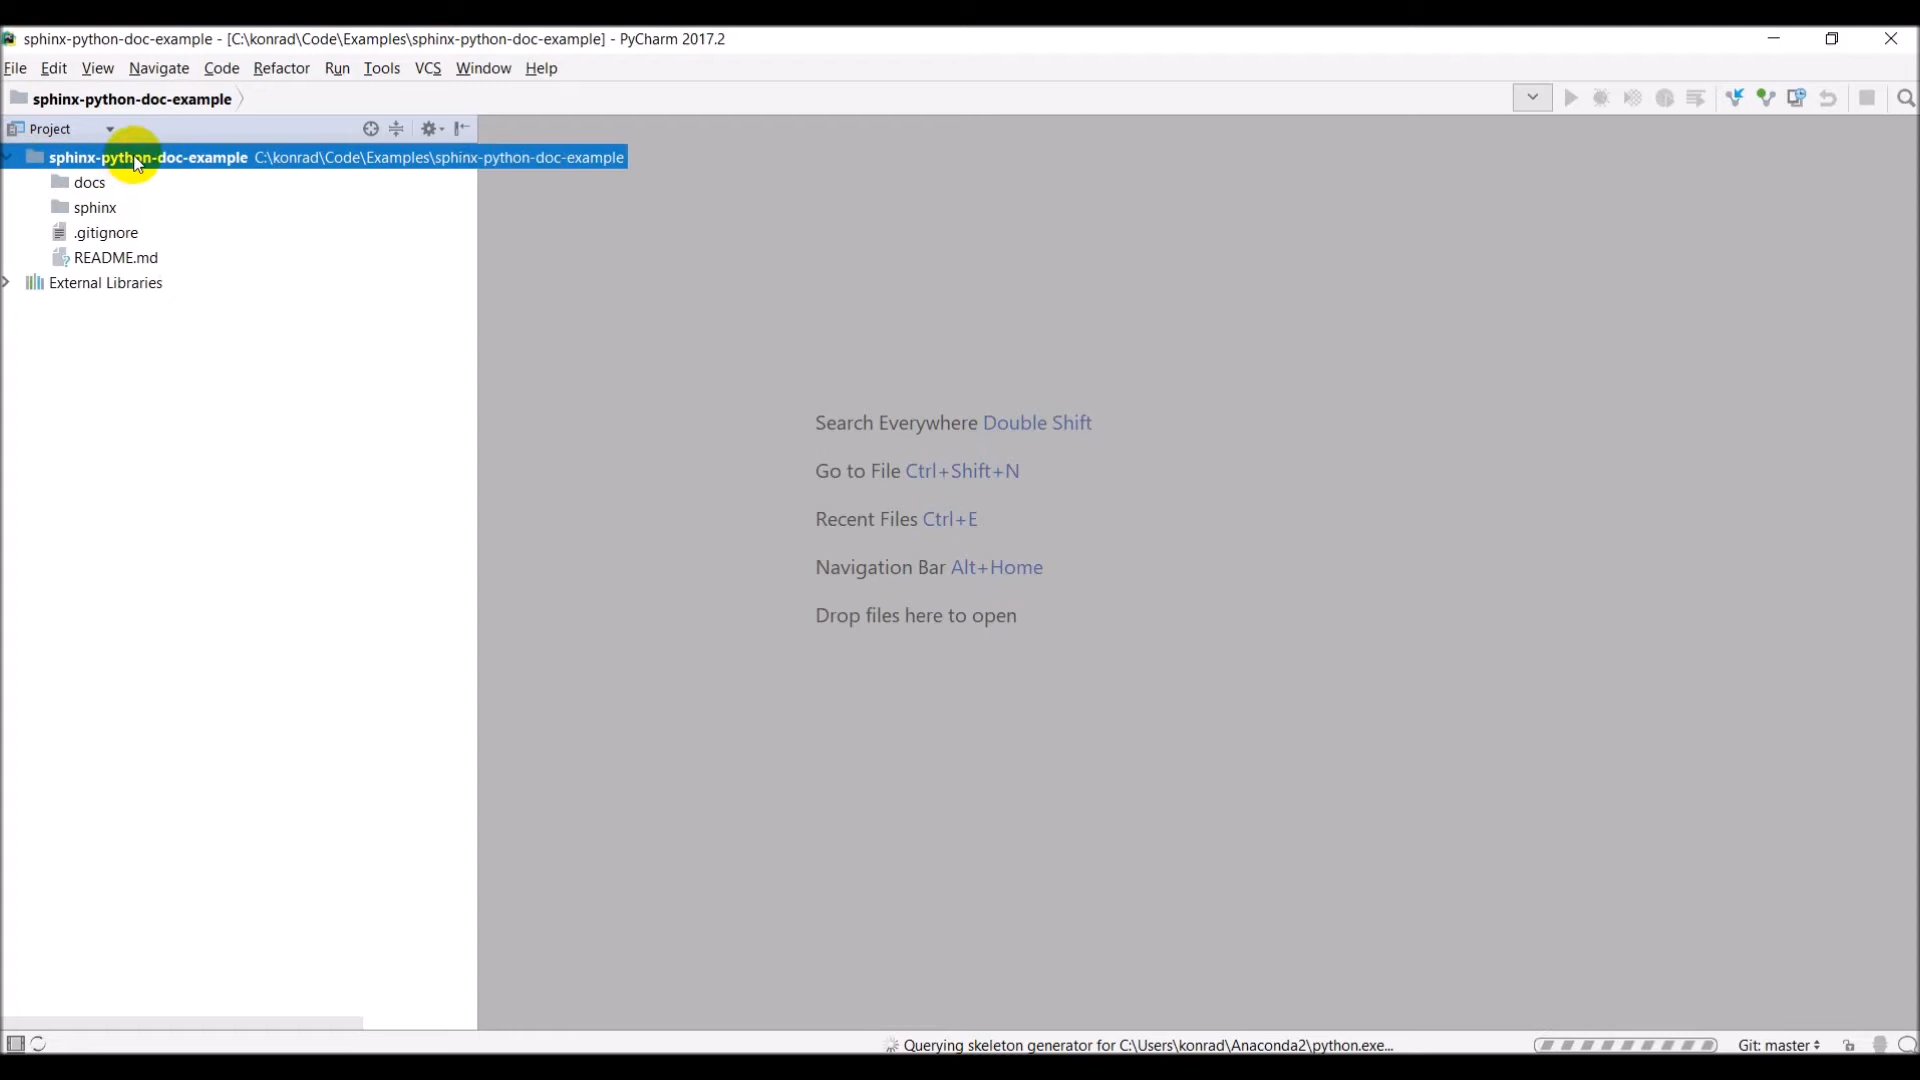 sphinx-python-doc-example - [C:\konrad\Code\Examples\sphinx-python-doc-example] - PyCharm 2017.2
File Edit View Navigate Code Refactor Run Tools VCS Window Help
sphinx-python-doc-example
Project
sphinx-python-doc-example C:\konrad\Code\Examples\sphinx-python-doc-example
docs
sphinx
.gitignore
README.md
External Libraries
Search Everywhere Double Shift
Go to File Ctrl+Shift+N
Recent Files Ctrl+E
Navigation Bar Alt+Home
Drop files here to open
Querying skeleton generator for C:\Users\konrad\Anaconda2\python.exe... Git: master